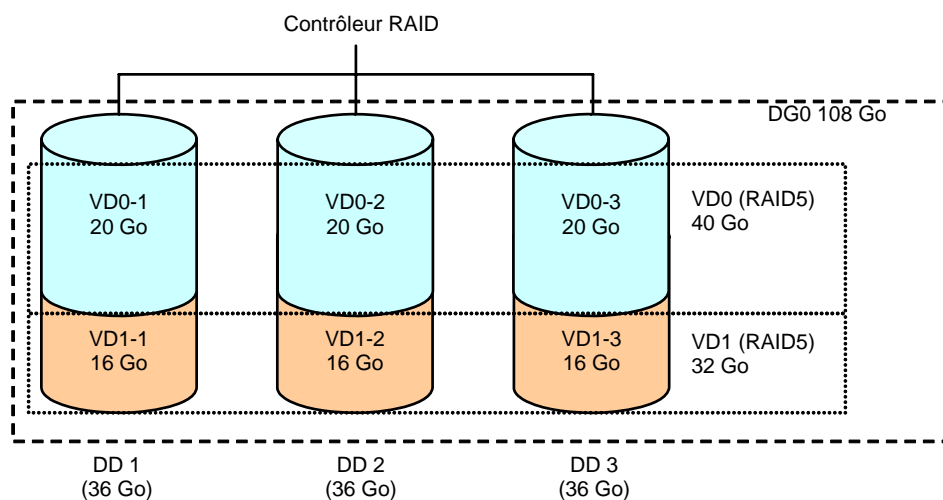 Contrôleur RAID
DG0 108 Go
VD0-1
20 Go
VD0-2
20 Go
VD0-3
20 Go
VD0 (RAID5)
40 Go
VD1-1
16 Go
VD1-2
16 Go
VD1-3
16 Go
VD1 (RAID5)
32 Go
DD 1
(36 Go)
DD 2
(36 Go)
DD 3
(36 Go)